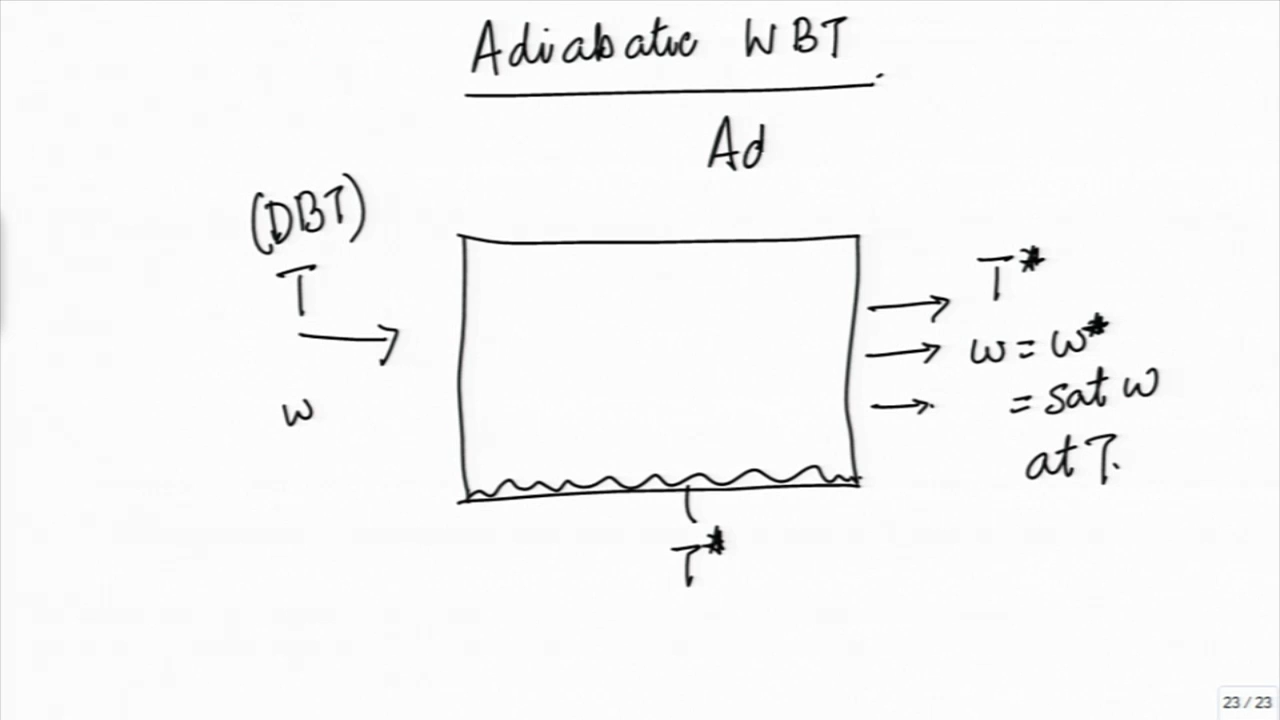 Adiabatic WBT
Ad
(DBT)
T
w
T*
w = w*
= sat w
at T
T*
23 / 23